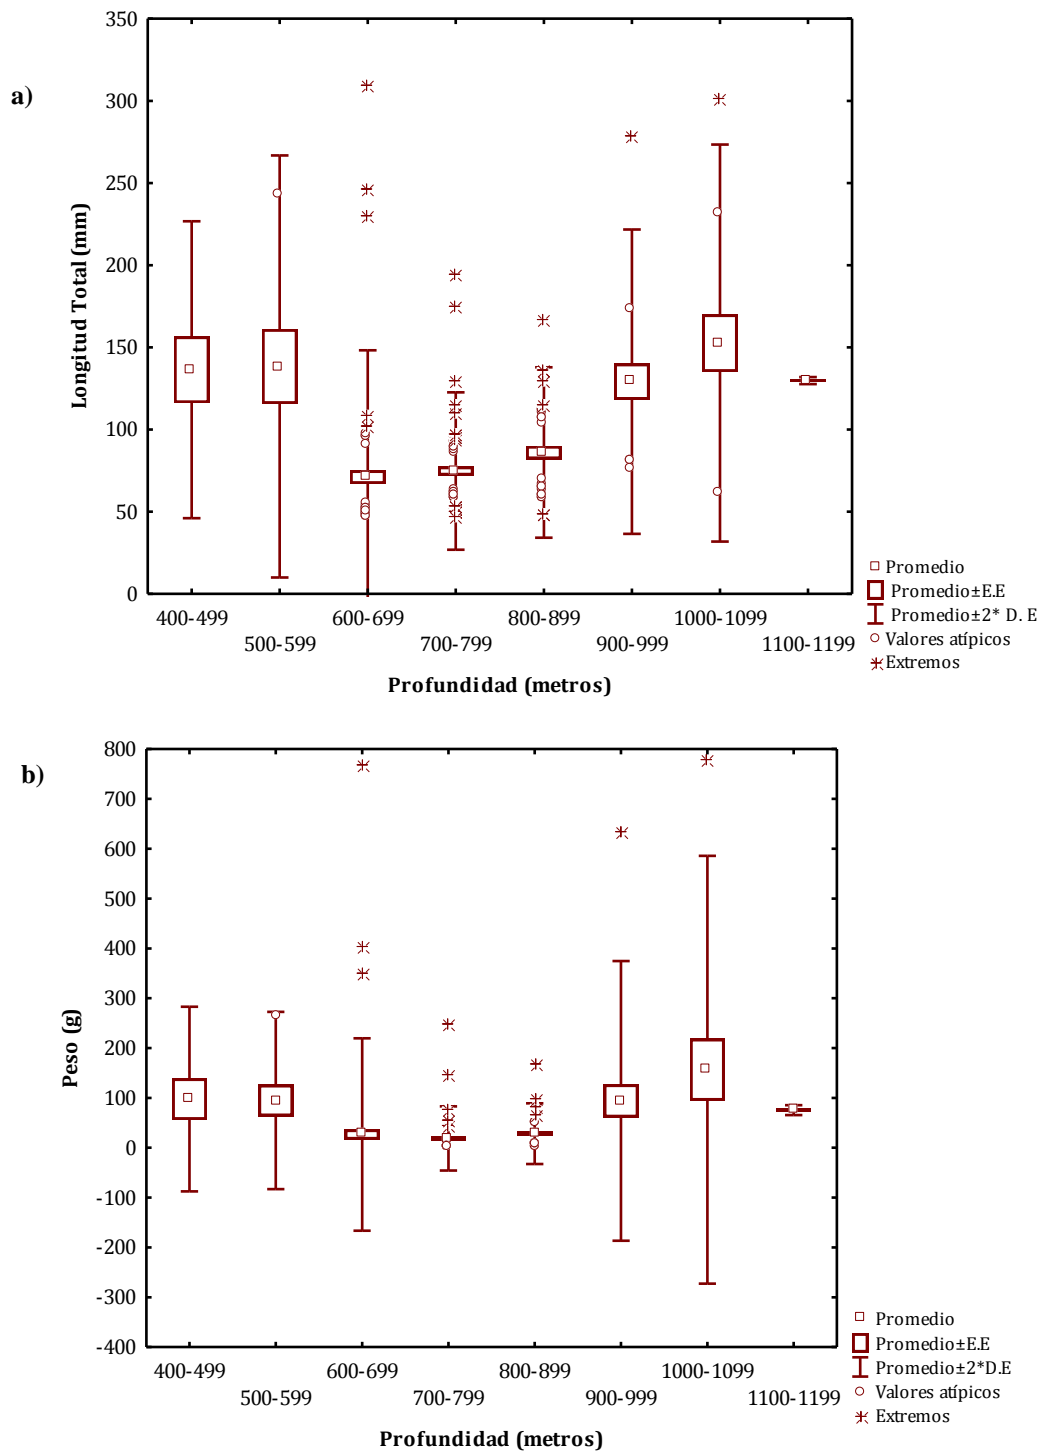 a)
350
300
250
200
150
100
50
0
Longitud Total (mm)
400-499
600-699
800-899
1000-1099
500-599
700-799
900-999
1100-1199
Profundidad (metros)
Promedio
Promedio±E.E
Promedio±2* D. E
Valores atípicos
Extremos
b)
800
700
600
500
400
300
200
100
0
-100
-200
-300
-400
Peso (g)
400-499
600-699
800-899
1000-1099
500-599
700-799
900-999
1100-1199
Profundidad (metros)
Promedio
Promedio±E.E
Promedio±2*D.E
Valores atípicos
Extremos